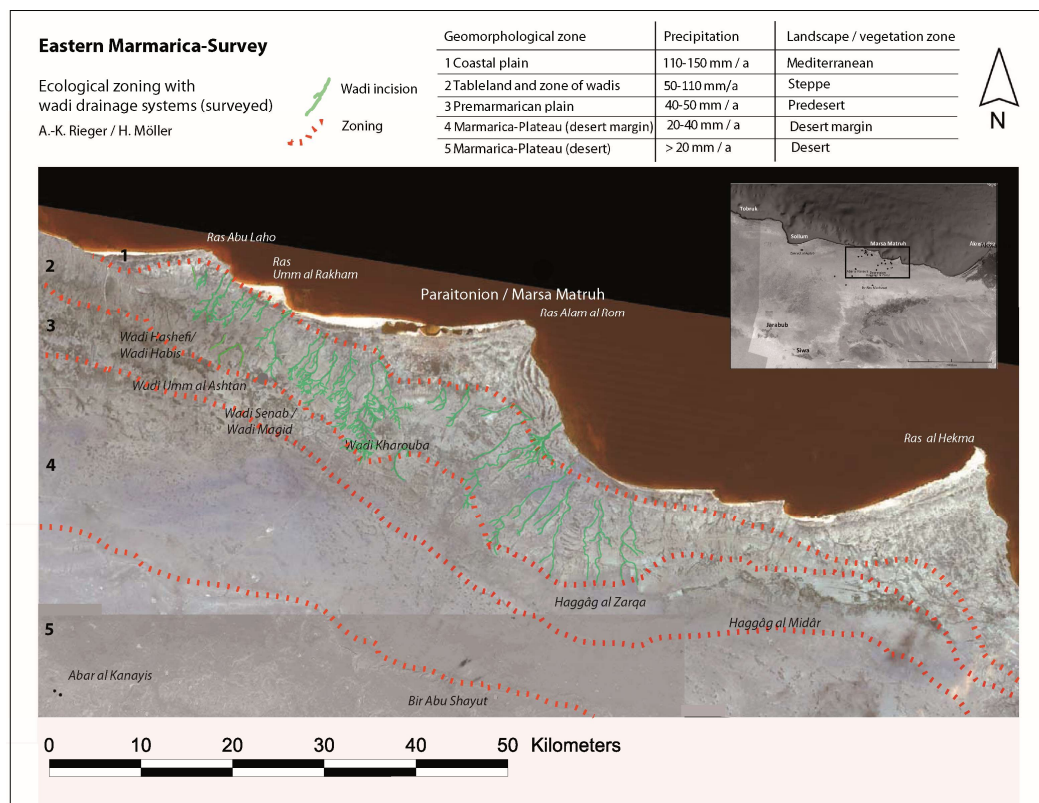 Eastern Marmarica-Survey
Ecological zoning with
wadi drainage systems (surveyed)
A.-K. Rieger / H. Möller
Wadi incision
Zoning
Geomorphological zone Precipitation Landscape / vegetation zone
1 Coastal plain 110-150 mm / a Mediterranean
2 Tableland and zone of wadis 50-110 mm/a Steppe
3 Premarmarican plain 40-50 mm / a Predesert
4 Marmarica-Plateau (desert margin) 20-40 mm / a Desert margin
5 Marmarica-Plateau (desert) > 20 mm / a Desert
N
Tobruk
Sollum
Marsa Matruh
Jarabub
Siwa
1
Ras Abu Laho
2
Ras
Umm al Rakham
Paraitonion / Marsa Matruh
Ras Alam al Rom
3
Wadi Hashefi/
Wadi Habis
Wadi Umm al Ashtan
Wadi Senab /
Wadi Magid
Wadi Kharouba
Ras al Hekma
4
Haggâg al Zarqa
Haggâg al Midâr
5
Abar al Kanayis
Bir Abu Shayut
0 10 20 30 40 50 Kilometers